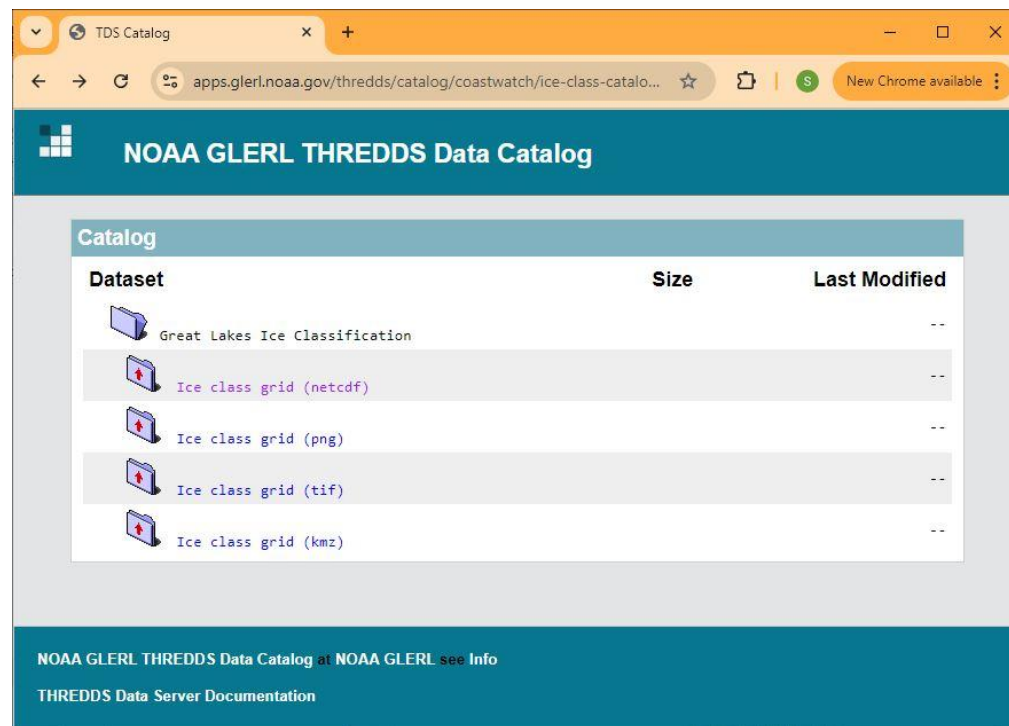 TDS Catalog
apps.glerl.noaa.gov/thredds/catalog/coastwatch/ice-class-catalo...
S
New Chrome available
NOAA GLERL THREDDS Data Catalog
Catalog
Dataset Size Last Modified
Great Lakes Ice Classification --
Ice class grid (netcdf) --
Ice class grid (png) --
Ice class grid (tif) --
Ice class grid (kmz) --
NOAA GLERL THREDDS Data Catalog at NOAA GLERL see Info
THREDDS Data Server Documentation